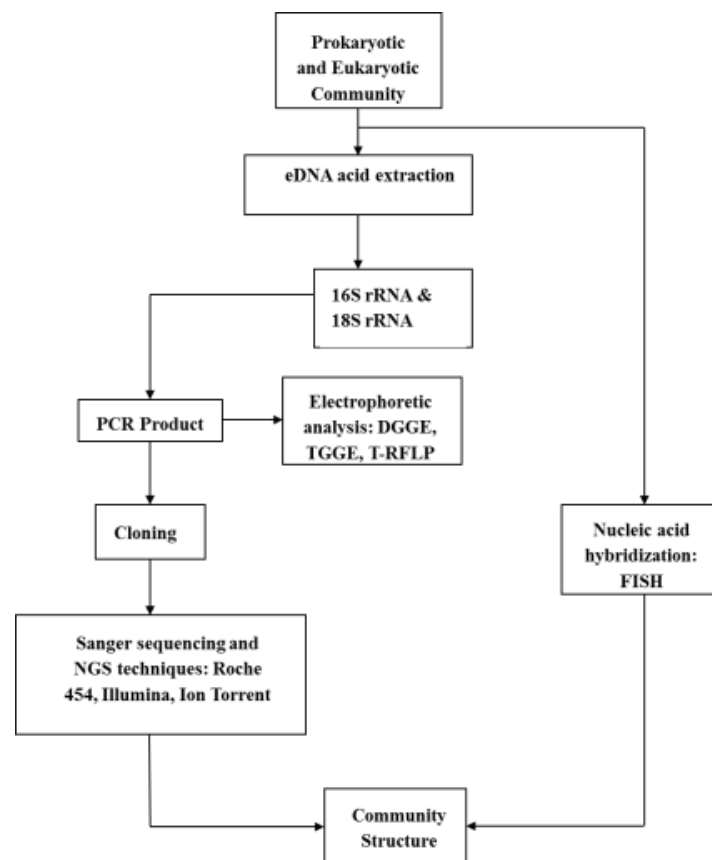 Prokaryotic
and Eukaryotic
Community
eDNA acid extraction
16S rRNA &
18S rRNA
PCR Product
Electrophoretic
analysis: DGGE,
TGGE, T-RFLP
Cloning
Nucleic acid
hybridization:
FISH
Sanger sequencing and
NGS techniques: Roche
454, Illumina, Ion Torrent
Community
Structure